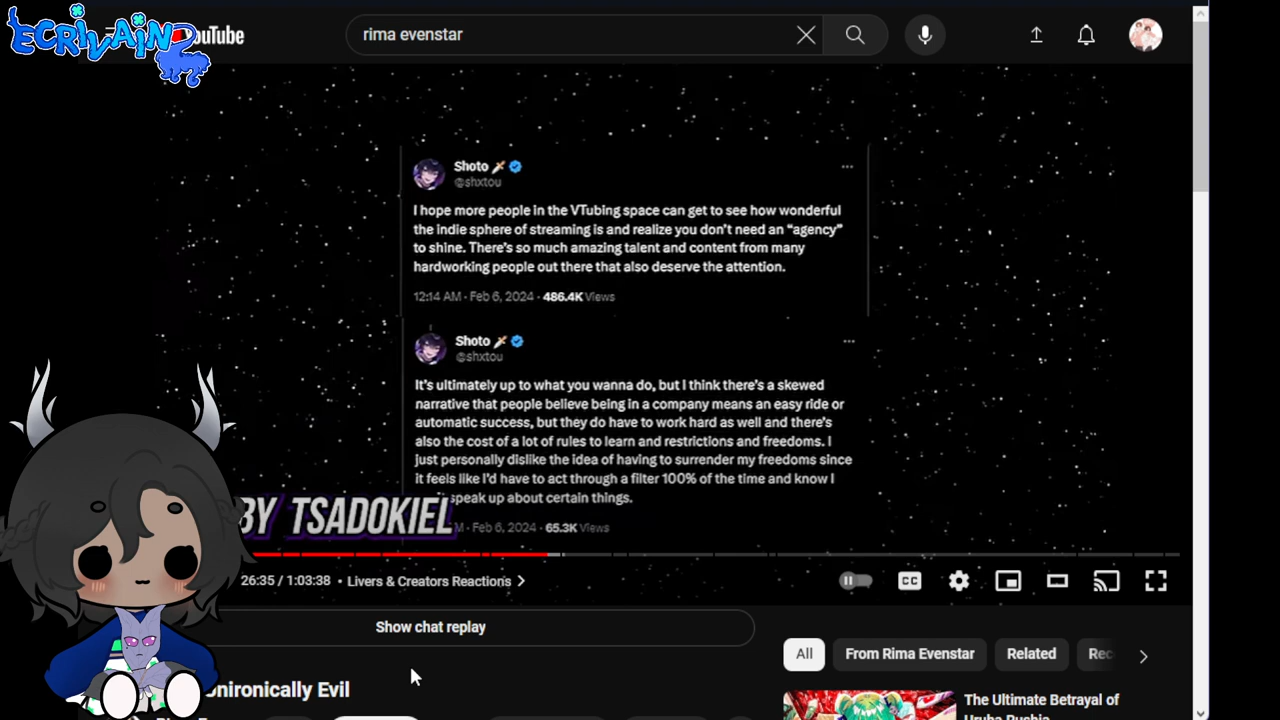 ECRIVAIN
YouTube
rima evenstar
Shoto
@shxtou
I hope more people in the VTubing space can get to see how wonderful
the indie sphere of streaming is and realize you don't need an “agency”
to shine. There's so much amazing talent and content from many
hardworking people out there that also deserve the attention.
12:14 AM · Feb 6, 2024 · 486.4K Views
Shoto
@shxtou
It's ultimately up to what you wanna do, but I think there's a skewed
narrative that people believe being in a company means an easy ride or
automatic success, but they do have to work hard as well and there's
also the cost of a lot of rules to learn and restrictions and freedoms. I
just personally dislike the idea of having to surrender my freedoms since
it feels like I'd have to act through a filter 100% of the time and know I
speak up about certain things.
BY TSADOKIEL
M · Feb 6, 2024 · 65.3K Views
26:35 / 1:03:38 • Livers & Creators Reactions
CC
Show chat replay
All
From Rima Evenstar
Related
Rec
Unironically Evil
The Ultimate Betrayal of